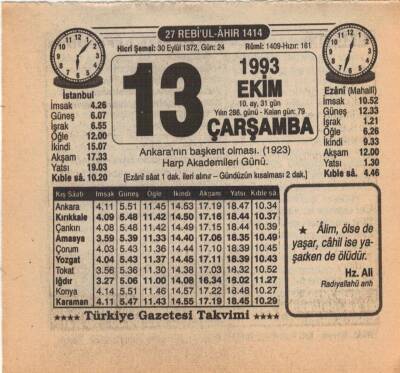 27 REBİ'UL-ÂHIR 1414
Hicrî Şemsî: 30 Eylül 1372, Gün: 24
Rûmî: 1409-Hızır: 161
İstanbul
İmsak 4.26
Güneş 6.07
İşrak 6.55
Öğle 12.00
İkindi 15.07
Akşam 17.33
Yatsı 19.03
Kıble sâ. 10.20
13
1993
EKİM
10. ay, 31 gün
Yılın 286. günü - Kalan gün: 79
ÇARŞAMBA
Ankara'nın başkent olması. (1923)
Harp Akademileri Günü.
(Ezânî sâat 1 dak. ileri alınır – Gündüzün kısalması 2 dak.)
Ezânî (Mahallî)
İmsak 10.52
Güneş 12.33
İşrak 1.21
Öğle 6.26
İkindi 9.33
Akşam 12.00
Yatsı 1.30
Kıble sâ. 4.46
Kış Sâati İmsak Güneş Öğle İkindi Akşam Yatsı Kıble sâ.
Ankara 4.11 5.51 11.45 14.53 17.19 18.47 10.34
Kırıkkale 4.09 5.48 11.42 14.50 17.16 18.44 10.37
Çankırı 4.08 5.48 11.42 14.49 17.15 18.44 10.39
Amasya 3.59 5.39 11.33 14.40 17.06 18.35 10.49
Çorum 4.03 5.43 11.36 14.44 17.10 18.39 10.45
Yozgat 4.04 5.43 11.37 14.45 17.11 18.39 10.43
Tokat 3.56 5.36 11.30 14.38 17.03 18.32 10.52
Iğdır 3.27 5.06 11.00 14.08 16.34 18.02 11.27
Konya 4.14 5.51 11.46 14.57 17.22 18.48 10.27
Karaman 4.11 5.47 11.43 14.55 17.19 18.45 10.29
★ Âlim, ölse de
yaşar, câhil ise ya-
şarken de ölüdür.
Hz. Ali
Radıyallahü anh
★★★★ Türkiye Gazetesi Takvimi ★★★★